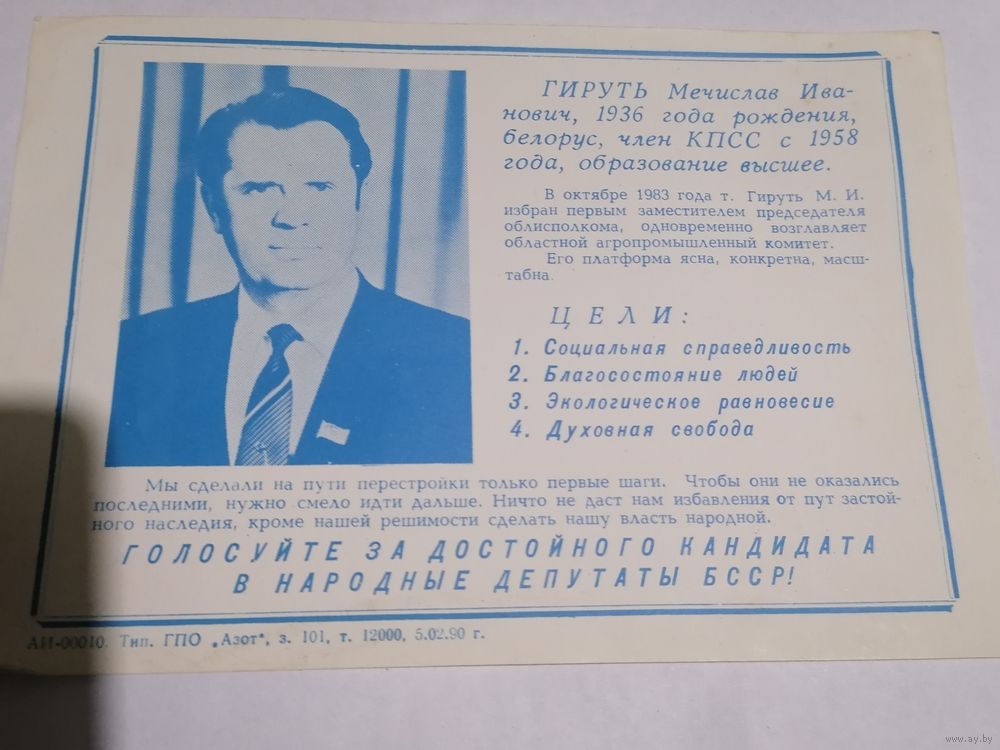 ГИРУТЬ Мечислав Ива-
нович, 1936 года рождения,
белорус, член КПСС с 1958
года, образование высшее.
В октябре 1983 года т. Гируть М. И.
избран первым заместителем председателя
облисполкома, одновременно возглавляет
областной агропромышленный комитет.
Его платформа ясна, конкретна, масш-
табна.
ЦЕЛИ:
1. Социальная справедливость
2. Благосостояние людей
3. Экологическое равновесие
4. Духовная свобода
Мы сделали на пути перестройки только первые шаги. Чтобы они не оказались
последними, нужно смело идти дальше. Ничто не даст нам избавления от пут застой-
ного наследия, кроме нашей решимости сделать нашу власть народной.
ГОЛОСУЙТЕ ЗА ДОСТОЙНОГО КАНДИДАТА
В НАРОДНЫЕ ДЕПУТАТЫ БССР!
АИ-00010. Тип. ГПО „Азот“, з. 101, т. 12000, 5.02.90 г.
www.ay.by